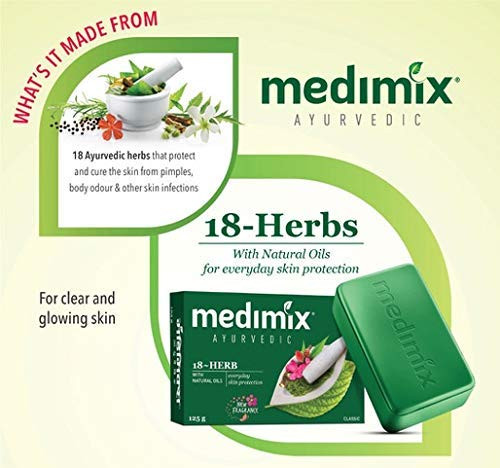 WHAT'S IT MADE FROM
medimix®
AYURVEDIC
18 Ayurvedic herbs that protect
and cure the skin from pimples,
body odour & other skin infections
18-Herbs
With Natural Oils
for everyday skin protection
For clear and
glowing skin
medimix
AYURVEDIC
18~HERB
WITH
NATURAL OILS
everyday
skin protection
NEW
FRAGRANCE
125 g
CLASSIC
medimix
medimix